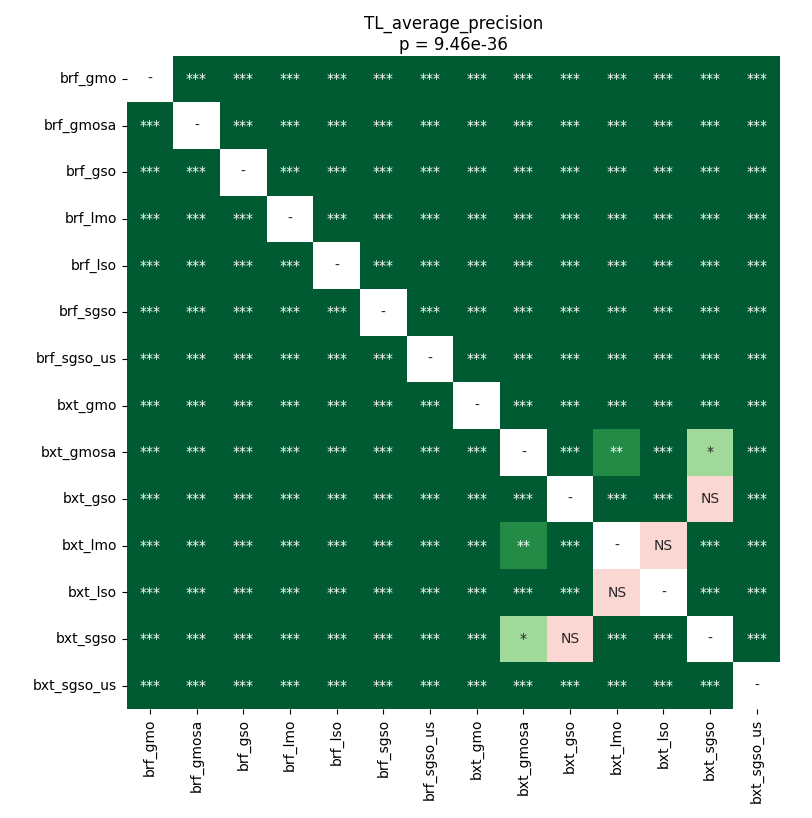 TL_average_precision
p = 9.46e-36
brf_gmo - *** *** *** *** *** *** *** *** *** *** *** *** ***
brf_gmosa *** - *** *** *** *** *** *** *** *** *** *** *** ***
brf_gso *** *** - *** *** *** *** *** *** *** *** *** *** ***
brf_lmo *** *** *** - *** *** *** *** *** *** *** *** *** ***
brf_lso *** *** *** *** - *** *** *** *** *** *** *** *** ***
brf_sgso *** *** *** *** *** - *** *** *** *** *** *** *** ***
brf_sgso_us *** *** *** *** *** *** - *** *** *** *** *** *** ***
bxt_gmo *** *** *** *** *** *** *** - *** *** *** *** *** ***
bxt_gmosa *** *** *** *** *** *** *** *** - *** ** *** * ***
bxt_gso *** *** *** *** *** *** *** *** *** - *** *** NS ***
bxt_lmo *** *** *** *** *** *** *** *** ** *** - NS *** ***
bxt_lso *** *** *** *** *** *** *** *** *** *** NS - *** ***
bxt_sgso *** *** *** *** *** *** *** *** * NS *** *** - ***
bxt_sgso_us *** *** *** *** *** *** *** *** *** *** *** *** *** -
brf_gmo brf_gmosa brf_gso brf_lmo brf_lso brf_sgso brf_sgso_us bxt_gmo bxt_gmosa bxt_gso bxt_lmo bxt_lso bxt_sgso bxt_sgso_us